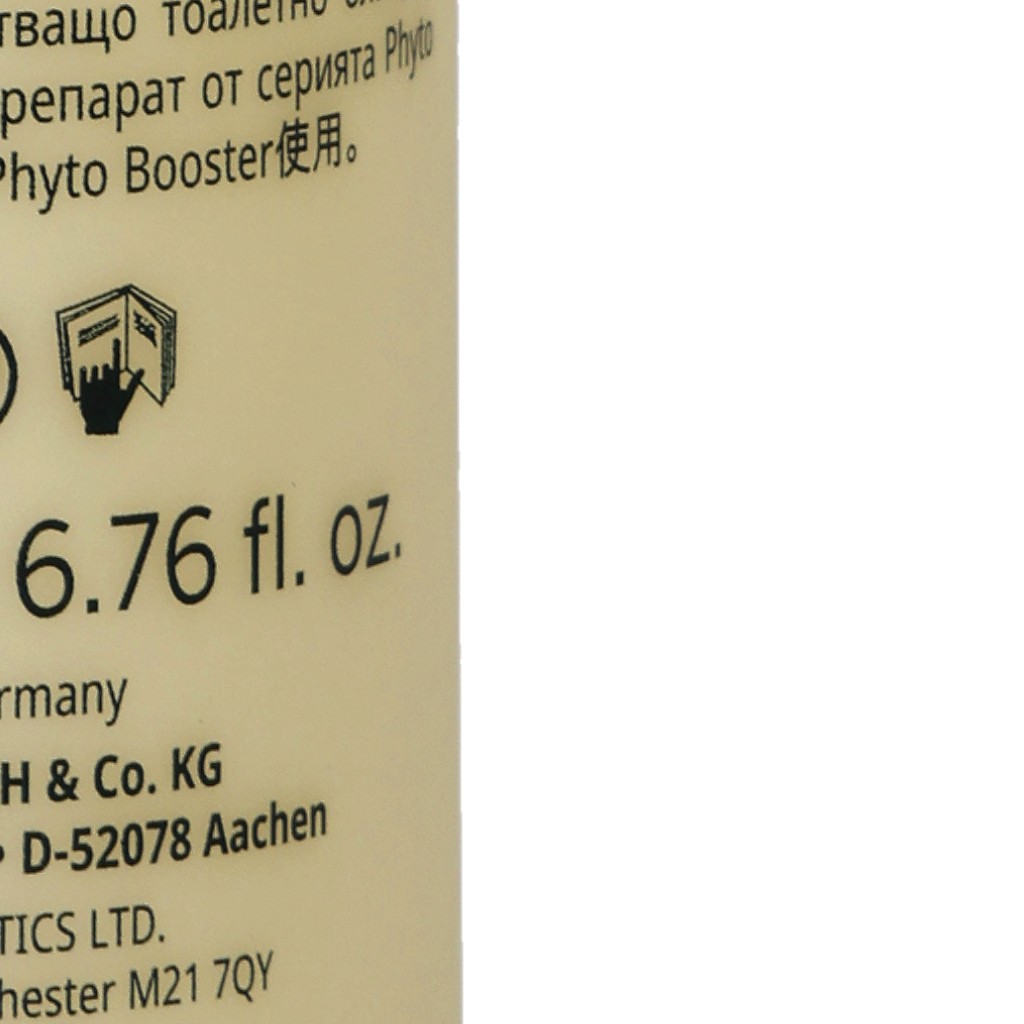 тващо тоалетно
репарат от серията Phyto
Phyto Booster使用。
6.76 fl. oz.
rmany
H & Co. KG
• D-52078 Aachen
TICS LTD.
hester M21 7QY